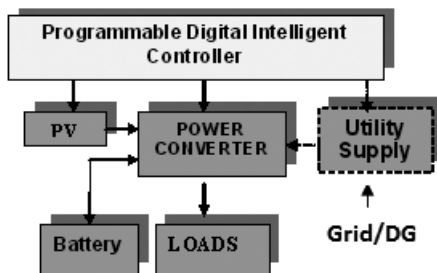 Programmable Digital Intelligent
Controller
PV
POWER
CONVERTER
Utility
Supply
Battery
LOADS
Grid/DG